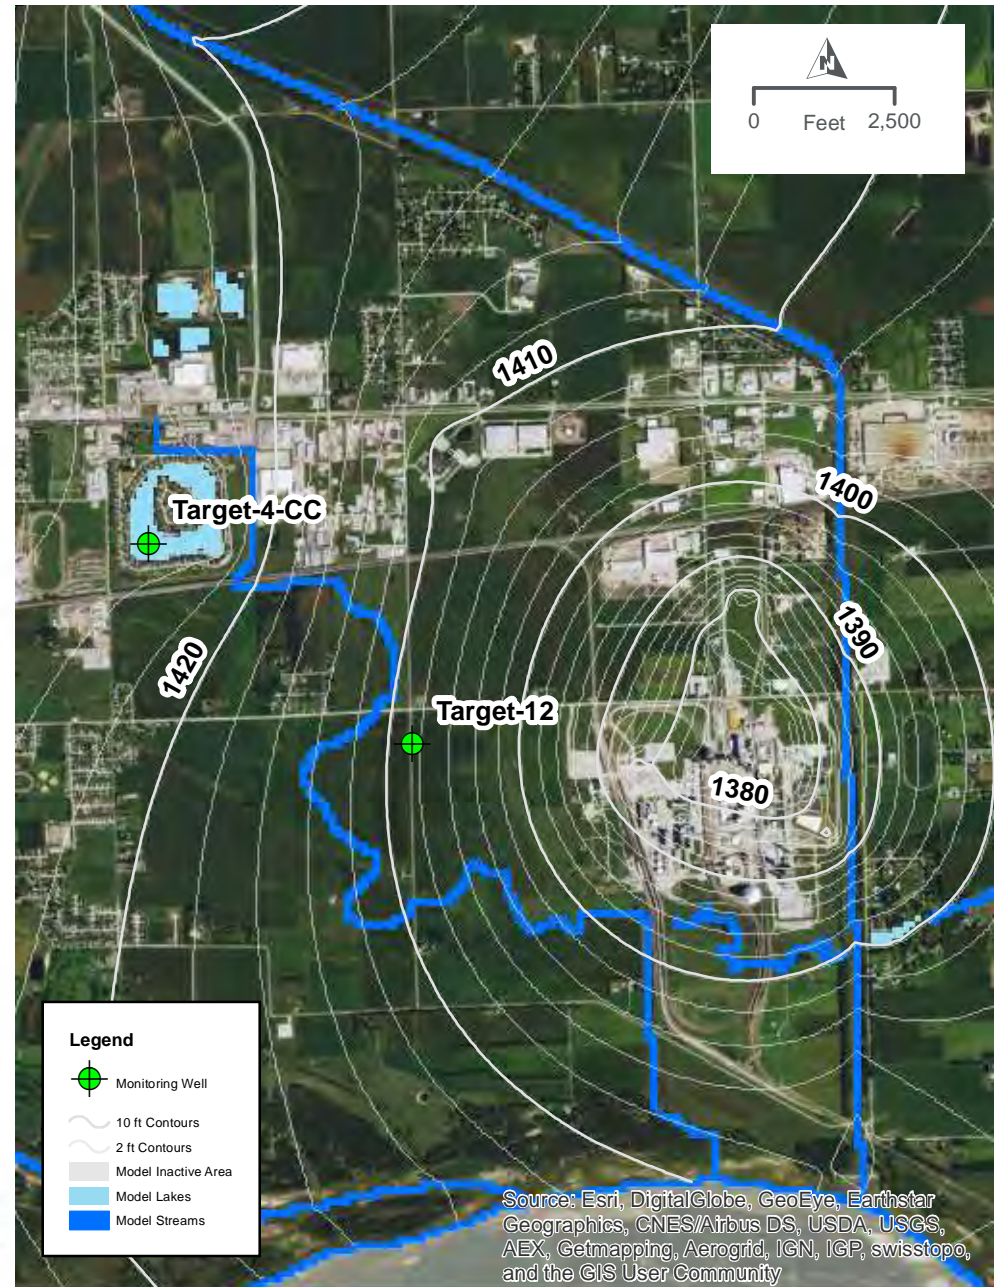 N
0 Feet 2,500
1410
1400
Target-4-CC
1390
1420
Target-12
1380
Legend
Monitoring Well
10 ft Contours
2 ft Contours
Model Inactive Area
Model Lakes
Model Streams
Source: Esri, DigitalGlobe, GeoEye, Earthstar
Geographics, CNES/Airbus DS, USDA, USGS,
AEX, Getmapping, Aerogrid, IGN, IGP, swisstopo,
and the GIS User Community